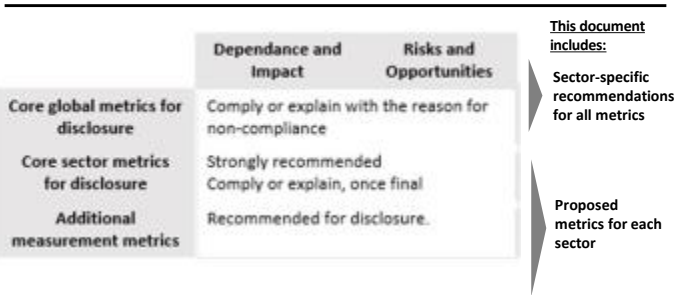 This document
includes:
Dependance and
Impact
Risks and
Opportunities
Sector-specific
recommendations
for all metrics
Core global metrics for
disclosure
Comply or explain with the reason for
non-compliance
Core sector metrics
for disclosure
Strongly recommended
Comply or explain, once final
Additional
measurement metrics
Recommended for disclosure.
Proposed
metrics for each
sector